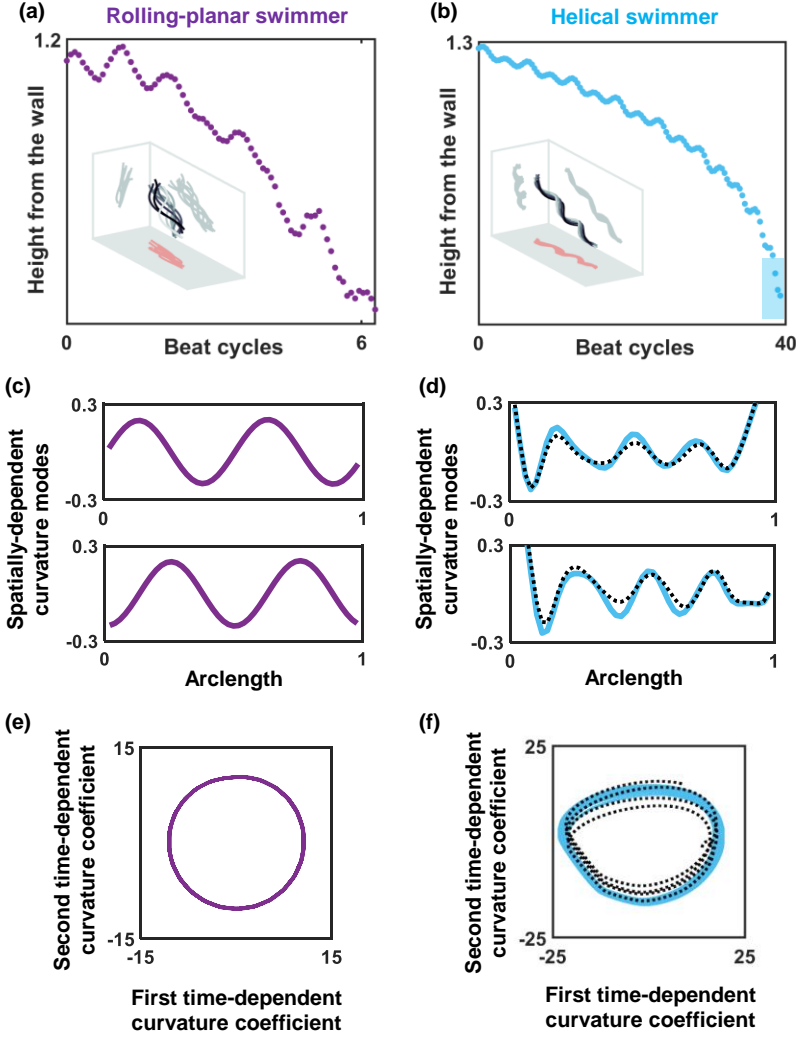 (a)
Rolling-planar swimmer
1.2
Height from the wall
0
6
Beat cycles
(b)
Helical swimmer
1.3
Height from the wall
0
40
Beat cycles
(c)
Spatially-dependent
curvature modes
0.3
-0.3
0
1
0.3
-0.3
0
1
Arclength
(d)
Spatially-dependent
curvature modes
0.3
-0.3
0
1
0.3
-0.3
0
1
Arclength
(e)
Second time-dependent
curvature coefficient
15
-15
-15
15
First time-dependent
curvature coefficient
(f)
Second time-dependent
curvature coefficient
25
-25
-25
25
First time-dependent
curvature coefficient